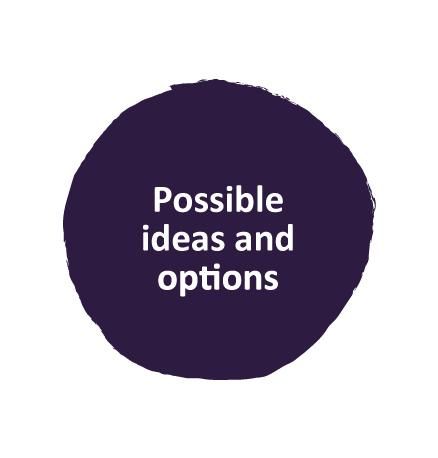 Possible
ideas and
options